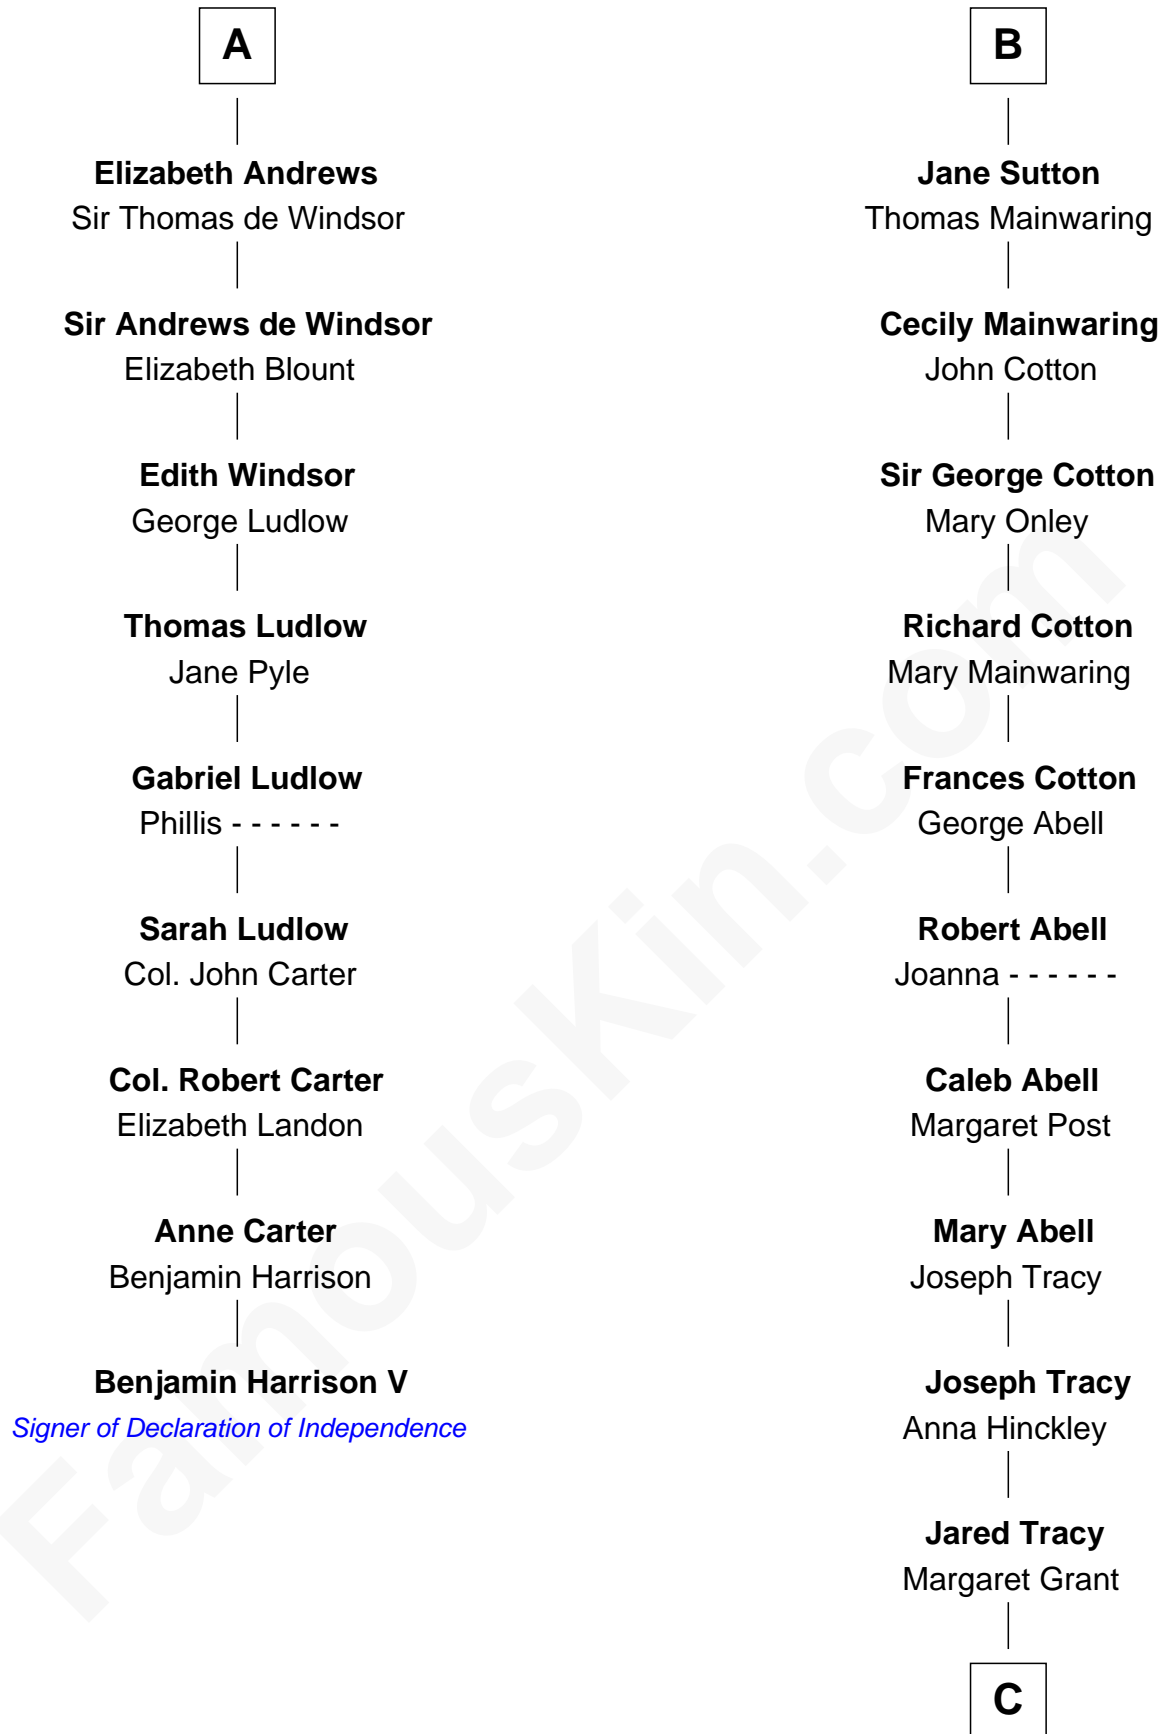 A
Elizabeth Andrews
Sir Thomas de Windsor
Sir Andrews de Windsor
Elizabeth Blount
Edith Windsor
George Ludlow
Thomas Ludlow
Jane Pyle
Gabriel Ludlow
Phillis - - - - - -
Sarah Ludlow
Col. John Carter
Col. Robert Carter
Elizabeth Landon
Anne Carter
Benjamin Harrison
Benjamin Harrison V
Signer of Declaration of Independence
B
Jane Sutton
Thomas Mainwaring
Cecily Mainwaring
John Cotton
Sir George Cotton
Mary Onley
Richard Cotton
Mary Mainwaring
Frances Cotton
George Abell
Robert Abell
Joanna - - - - - -
Caleb Abell
Margaret Post
Mary Abell
Joseph Tracy
Joseph Tracy
Anna Hinckley
Jared Tracy
Margaret Grant
C
FamousKin.com